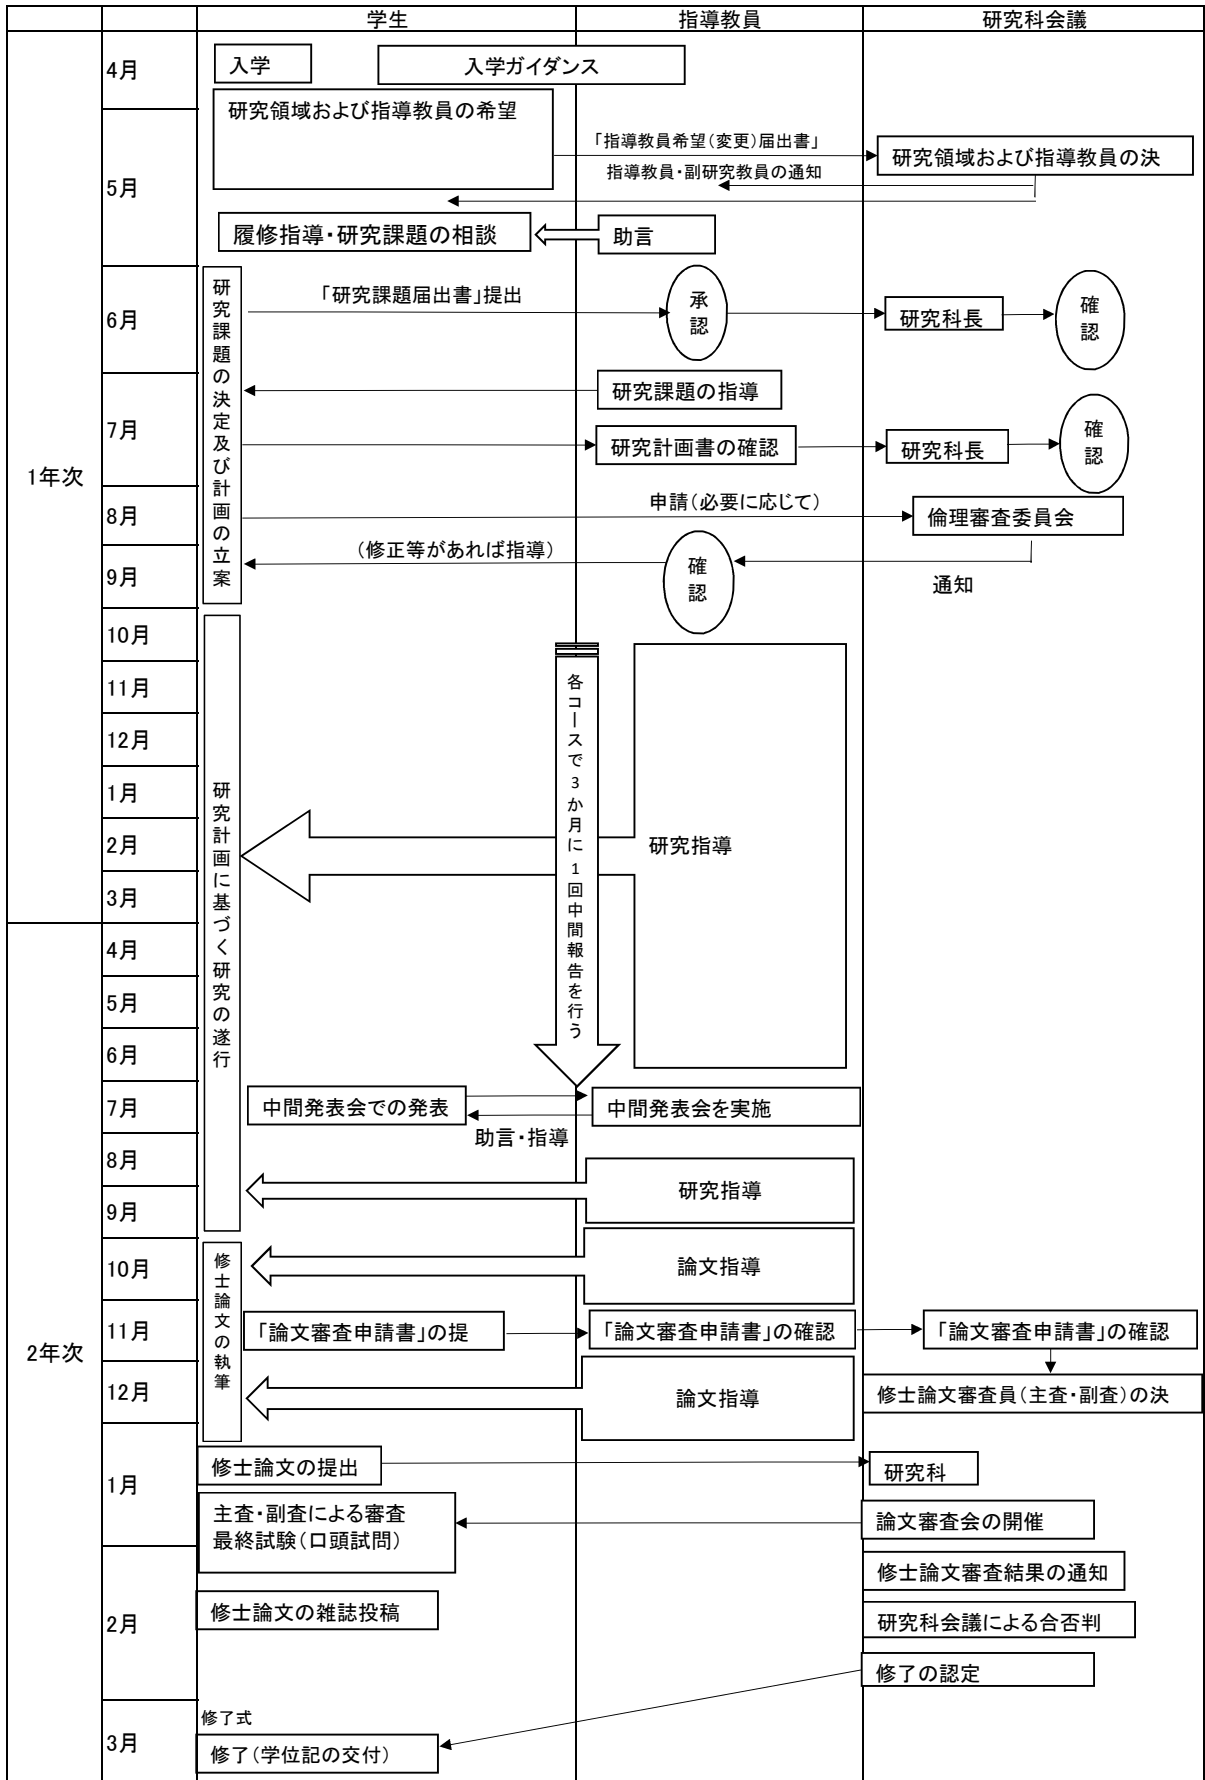 学生
指導教員
研究科会議
1年次
4月
入学
入学ガイダンス
研究領域および指導教員の希望
5月
「指導教員希望(変更)届出書」
研究領域および指導教員の決
指導教員・副研究教員の通知
履修指導・研究課題の相談
助言
研究課題の決定及び計画の立案
6月
「研究課題届出書」提出
承認
研究科長
確認
7月
研究課題の指導
研究計画書の確認
研究科長
確認
8月
申請(必要に応じて)
倫理審査委員会
9月
(修正等があれば指導)
確認
通知
10月
11月
12月
1月
2月
3月
研究計画に基づく研究の遂行
各コースで3か月に1回中間報告を行う
研究指導
2年次
4月
5月
6月
7月
中間発表会での発表
中間発表会を実施
助言・指導
8月
9月
研究指導
10月
修士論文の執筆
論文指導
11月
「論文審査申請書」の提
「論文審査申請書」の確認
「論文審査申請書」の確認
12月
論文指導
修士論文審査員(主査・副査)の決
1月
修士論文の提出
研究科
主査・副査による審査
最終試験(口頭試問)
論文審査会の開催
2月
修士論文審査結果の通知
修士論文の雑誌投稿
研究科会議による合否判
修了の認定
3月
修了式
修了(学位記の交付)